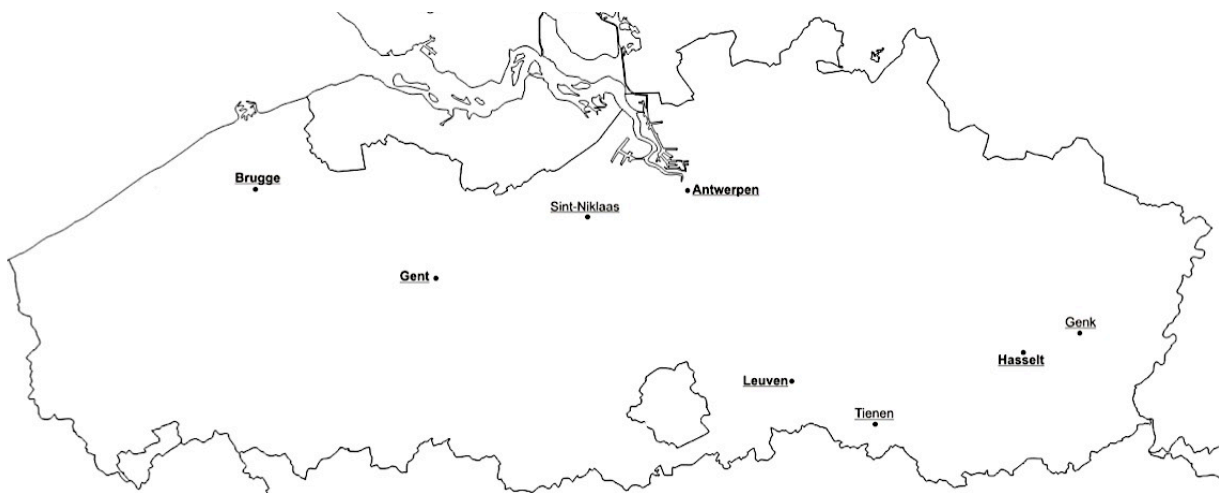 Brugge
Antwerpen
Sint-Niklaas
Gent
Genk
Hasselt
Leuven
Tienen